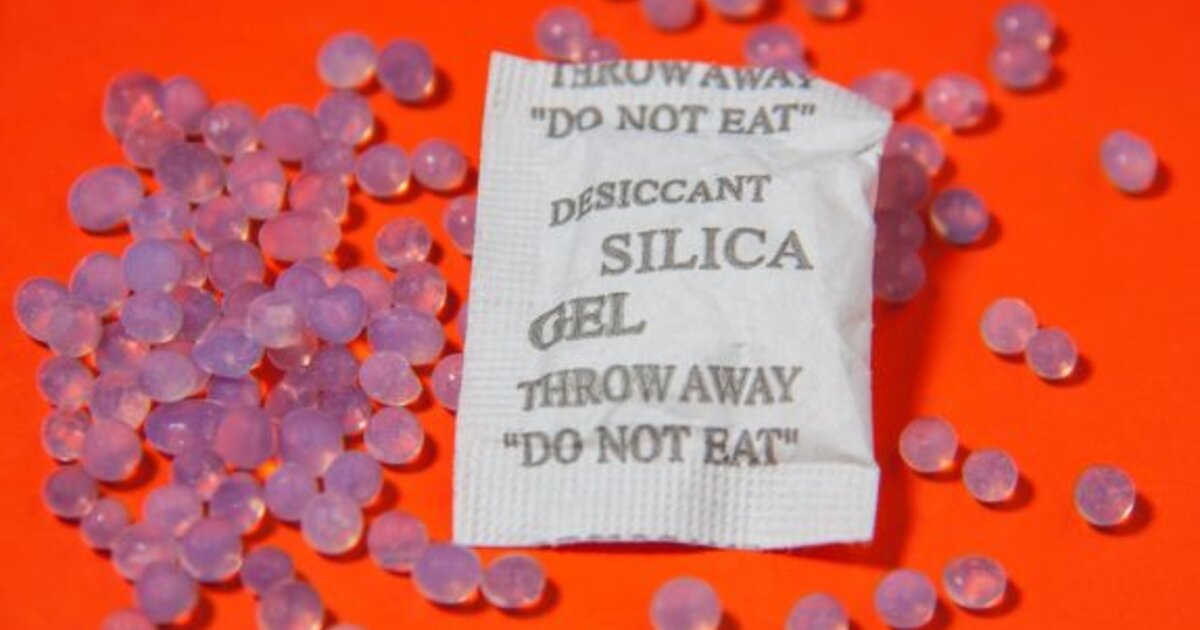 THROW AWAY
"DO NOT EAT"
DESICCANT
SILICA
GEL
THROW AWAY
"DO NOT EAT"